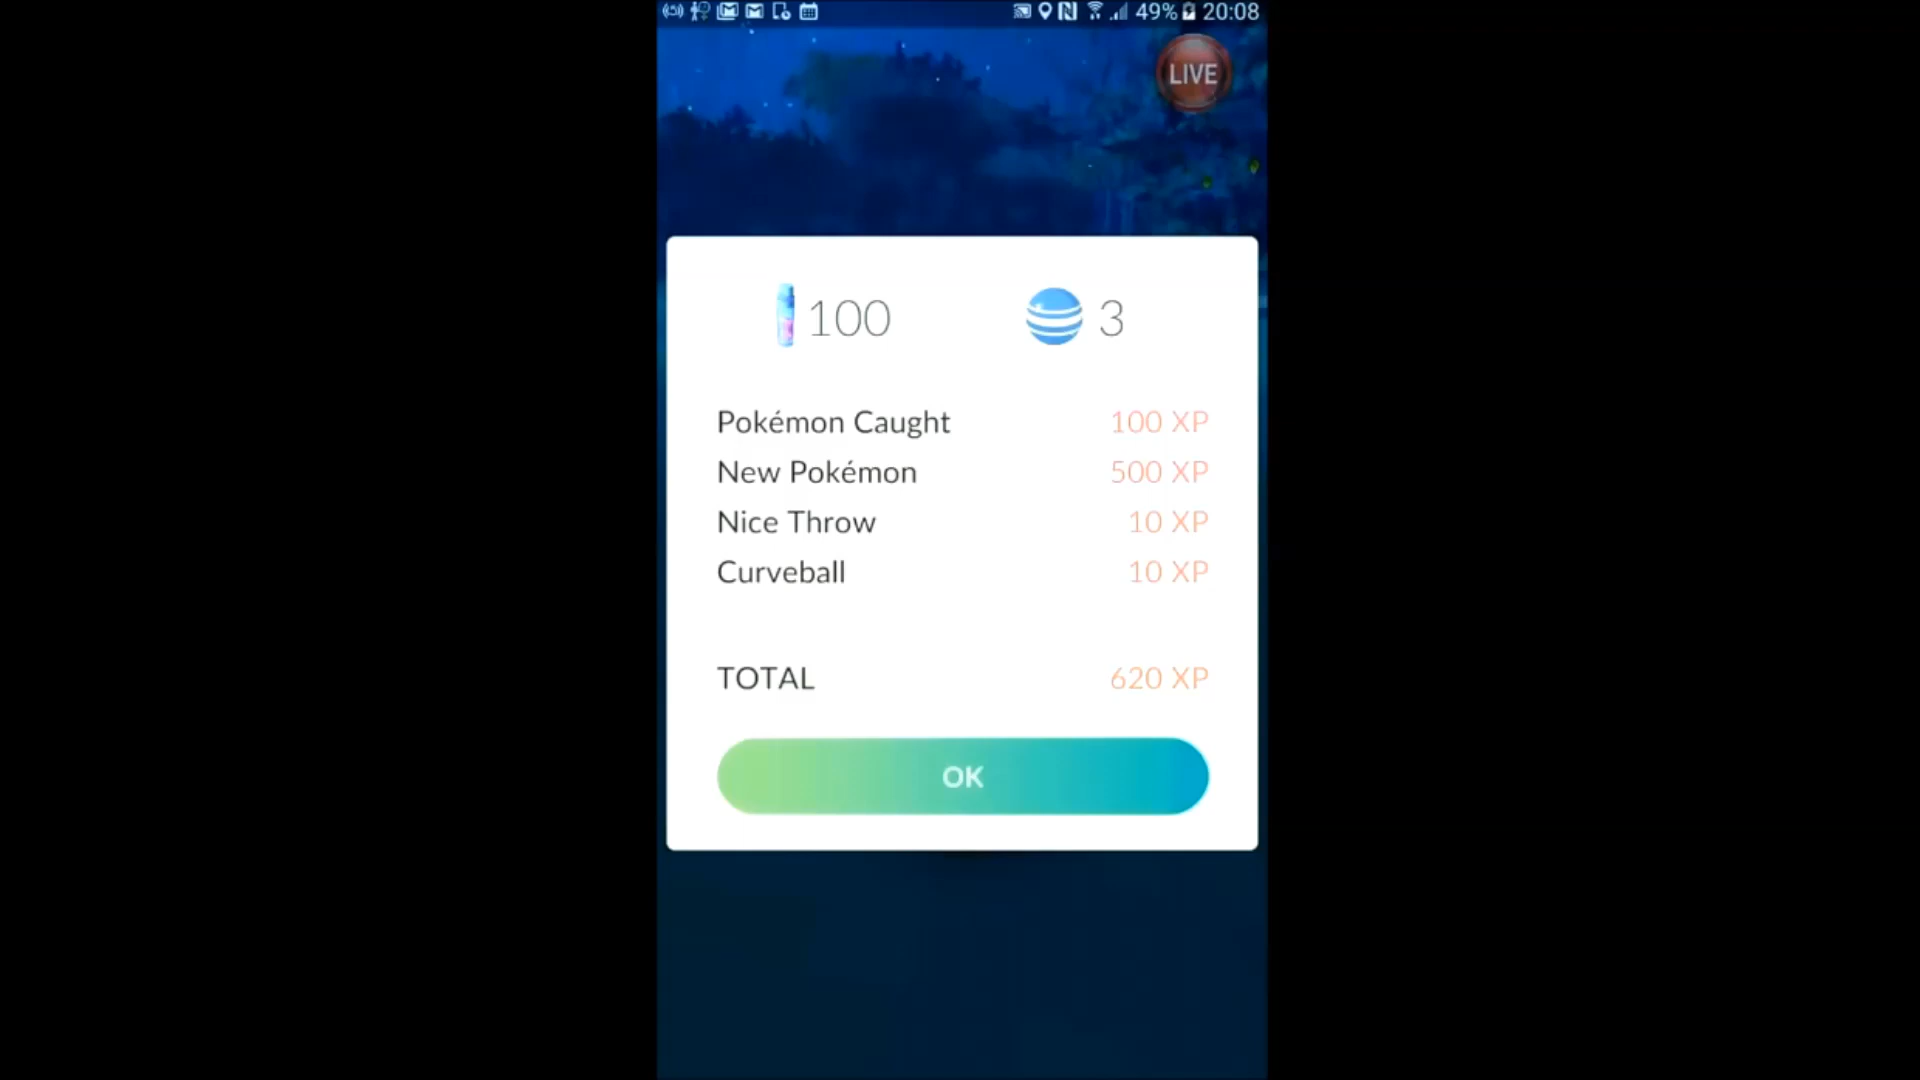 49% 20:08
LIVE
100 3
Pokémon Caught 100 XP
New Pokémon 500 XP
Nice Throw 10 XP
Curveball 10 XP
TOTAL 620 XP
OK